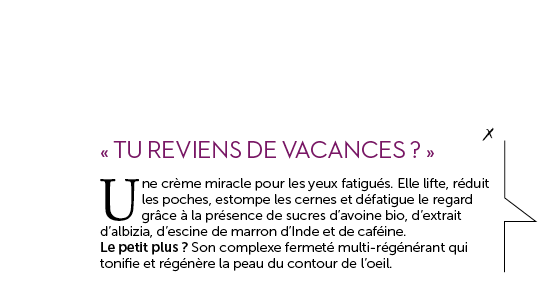 « TU REVIENS DE VACANCES ? »
Une crème miracle pour les yeux fatigués. Elle lifte, réduit
les poches, estompe les cernes et défatigue le regard
grâce à la présence de sucres d’avoine bio, d’extrait
d’albizia, d’escine de marron d’Inde et de caféine.
Le petit plus ? Son complexe fermeté multi-régénérant qui
tonifie et régénère la peau du contour de l’oeil.